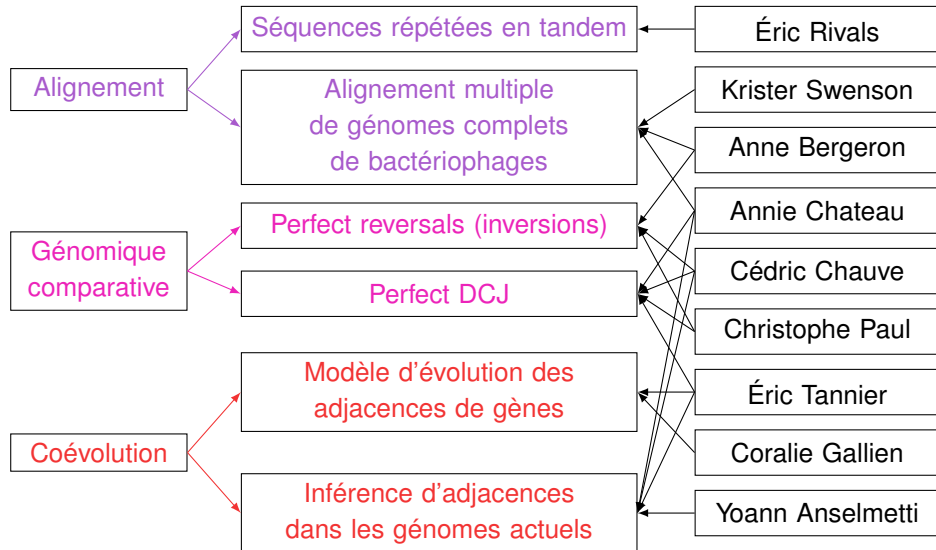 Alignement
Génomique
comparative
Coévolution
Séquences répétées en tandem
Alignement multiple
de génomes complets
de bactériophages
Perfect reversals (inversions)
Perfect DCJ
Modèle d'évolution des
adjacences de gènes
Inférence d'adjacences
dans les génomes actuels
Éric Rivals
Krister Swenson
Anne Bergeron
Annie Chateau
Cédric Chauve
Christophe Paul
Éric Tannier
Coralie Gallien
Yoann Anselmetti